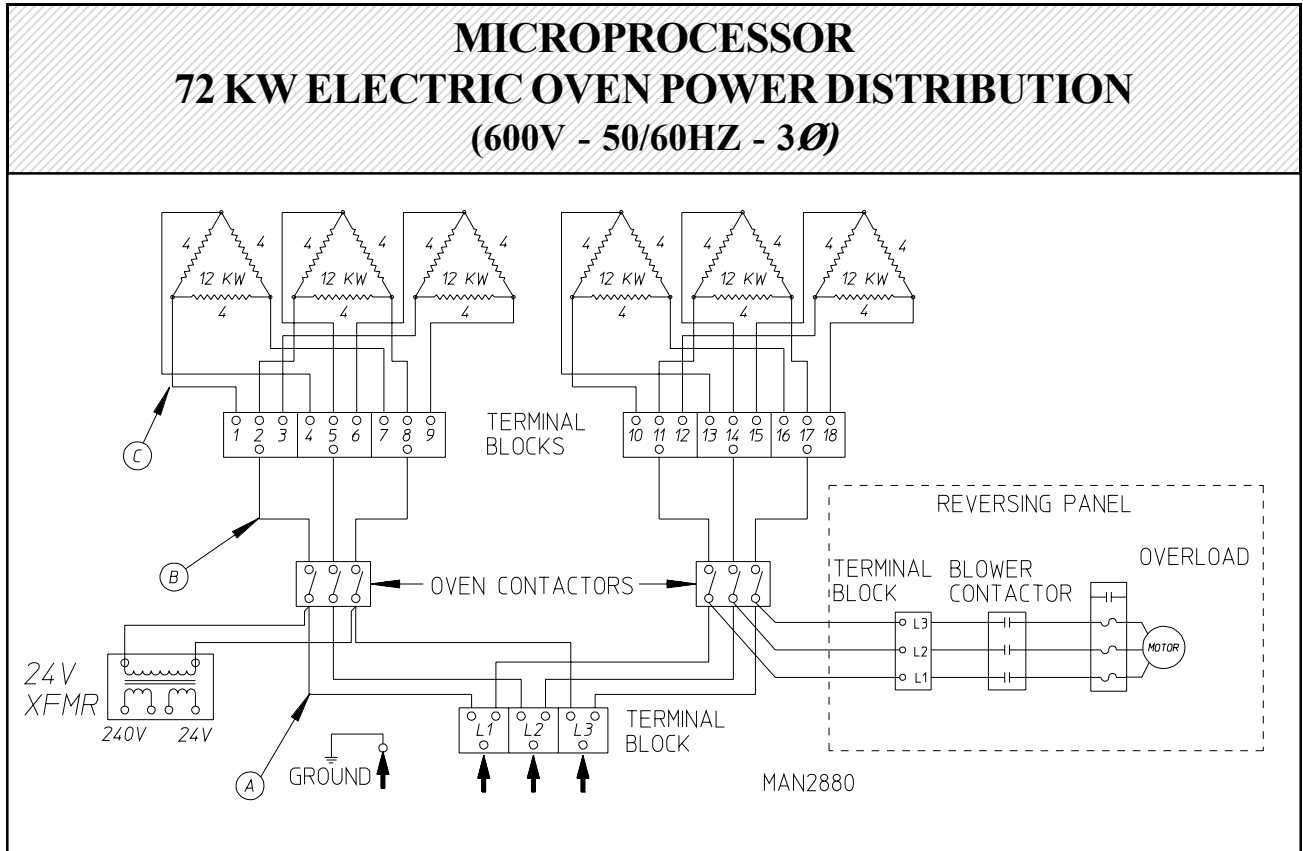 MICROPROCESSOR
72 KW ELECTRIC OVEN POWER DISTRIBUTION
(600V - 50/60HZ - 3Ø)
4 4 4 4 4 4 4 4
12 KW 12 KW 12 KW 12 KW 12 KW 12 KW
4 4 4 4 4 4
C
1 2 3 4 5 6 7 8 9
TERMINAL
BLOCKS
10 11 12 13 14 15 16 17 18
B
OVEN CONTACTORS
REVERSING PANEL
OVERLOAD
TERMINAL
BLOCK
BLOWER
CONTACTOR
L3
L2
L1
MOTOR
24V
XFMR
240V 24V
A
GROUND
L1 L2 L3
TERMINAL
BLOCK
MAN2880